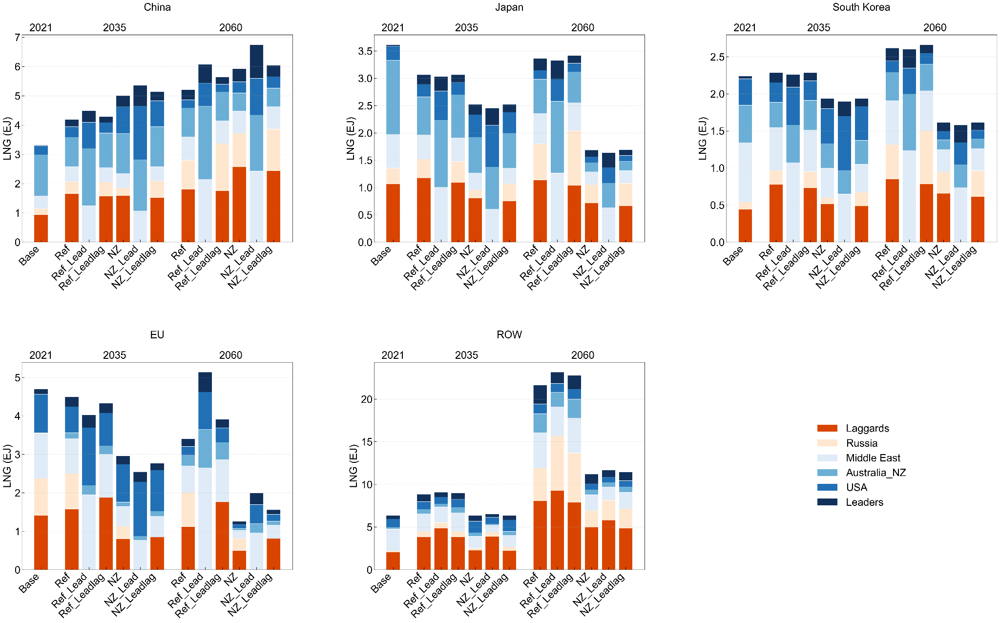 China
2021 2035 2060
LNG (EJ)
7
6
5
4
3
2
1
0
Base Ref Ref_Lead Ref_Leadlag NZ NZ_Lead NZ_Leadlag Ref Ref_Lead Ref_Leadlag NZ NZ_Lead NZ_Leadlag
Japan
2021 2035 2060
LNG (EJ)
3.5
3.0
2.5
2.0
1.5
1.0
0.5
0.0
Base Ref Ref_Lead Ref_Leadlag NZ NZ_Lead NZ_Leadlag Ref Ref_Lead Ref_Leadlag NZ NZ_Lead NZ_Leadlag
South Korea
2021 2035 2060
LNG (EJ)
2.5
2.0
1.5
1.0
0.5
0.0
Base Ref Ref_Lead Ref_Leadlag NZ NZ_Lead NZ_Leadlag Ref Ref_Lead Ref_Leadlag NZ NZ_Lead NZ_Leadlag
EU
2021 2035 2060
LNG (EJ)
5
4
3
2
1
0
Base Ref Ref_Lead Ref_Leadlag NZ NZ_Lead NZ_Leadlag Ref Ref_Lead Ref_Leadlag NZ NZ_Lead NZ_Leadlag
ROW
2021 2035 2060
LNG (EJ)
20
15
10
5
0
Base Ref Ref_Lead Ref_Leadlag NZ NZ_Lead NZ_Leadlag Ref Ref_Lead Ref_Leadlag NZ NZ_Lead NZ_Leadlag
Laggards
Russia
Middle East
Australia_NZ
USA
Leaders